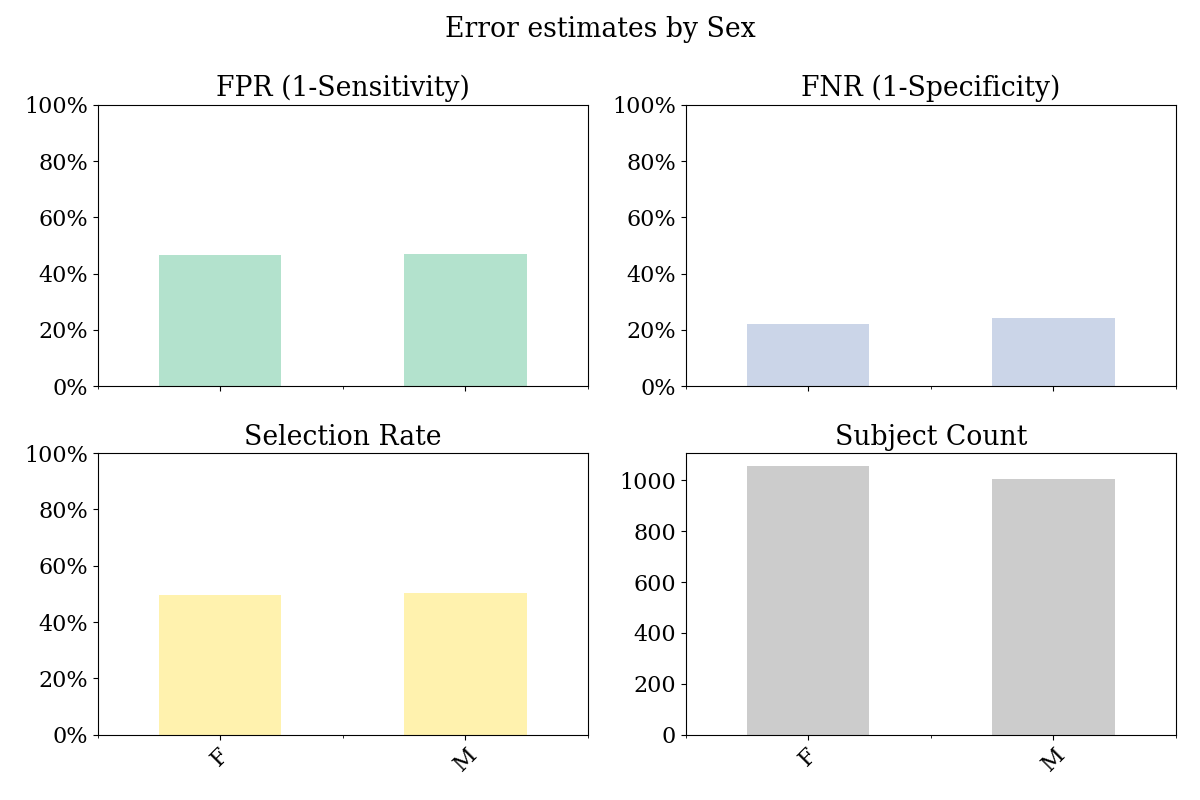 Error estimates by Sex
FPR (1-Sensitivity)
100%
80%
60%
40%
20%
0%
FNR (1-Specificity)
100%
80%
60%
40%
20%
0%
Selection Rate
100%
80%
60%
40%
20%
0%
F
M
Subject Count
1000
800
600
400
200
0
F
M